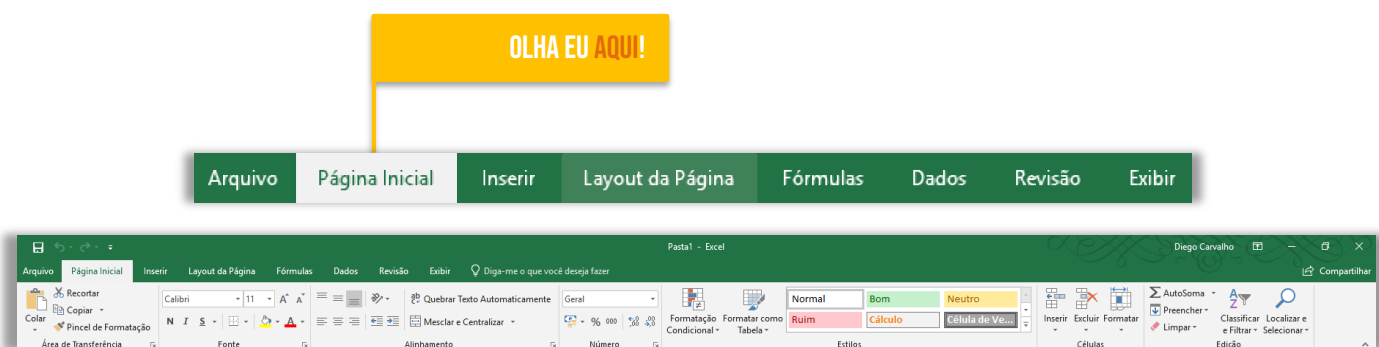 OLHA EU AQUI!
Arquivo Página Inicial Inserir Layout da Página Fórmulas Dados Revisão Exibir
Pasta1 - Excel Diego Carvalho
Arquivo Página Inicial Inserir Layout da Página Fórmulas Dados Revisão Exibir Diga-me o que você deseja fazer Compartilhar
Colar
Recortar
Copiar
Pincel de Formatação
Área de Transferência
Calibri 11 A A
N I S A
Fonte
ab Quebrar Texto Automaticamente
Mesclar e Centralizar
Alinhamento
Geral
% 000
Número
Formatação Condicional
Formatar como Tabela
Normal Bom Neutro
Ruim Cálculo Célula de Ve...
Estilos
Inserir Excluir Formatar
Células
AutoSoma
Preencher
Limpar
Classificar e Filtrar
Localizar e Selecionar
Edição